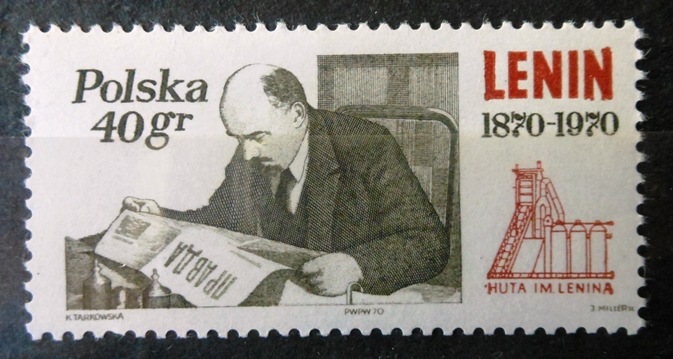 Polska
40gr
LENIN
1870-1970
ПРАВДА
HUTA IM. LENINA
K. TARKOWSKA
PWPW 70